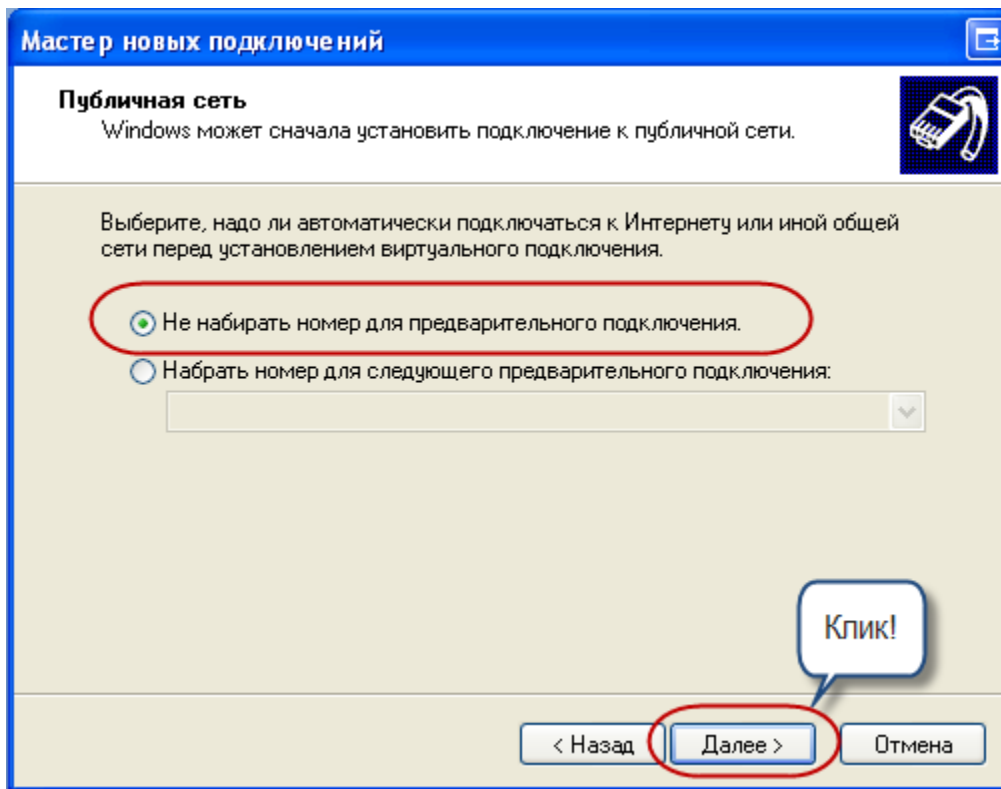 Мастер новых подключений
Публичная сеть
Windows может сначала установить подключение к публичной сети.
Выберите, надо ли автоматически подключаться к Интернету или иной общей
сети перед установлением виртуального подключения.
Не набирать номер для предварительного подключения.
Набрать номер для следующего предварительного подключения:
Клик!
< Назад
Далее >
Отмена